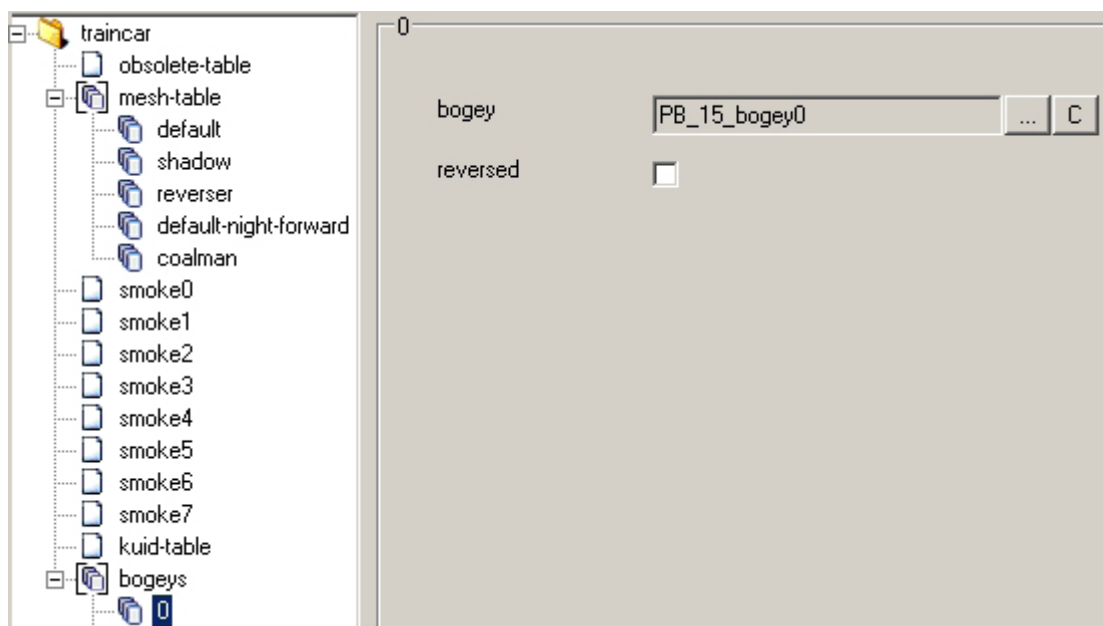 traincar
obsolete-table
mesh-table
default
shadow
reverser
default-night-forward
coalman
smoke0
smoke1
smoke2
smoke3
smoke4
smoke5
smoke6
smoke7
kuid-table
bogeys
0
0
bogey PB_15_bogey0 ... C
reversed